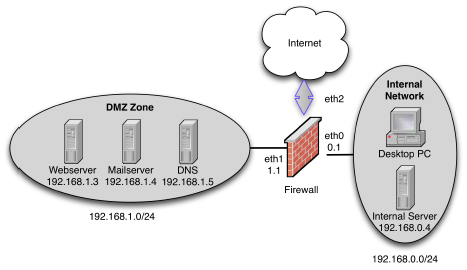 Internet
Internal
Network
DMZ Zone
eth2
eth0
0.1
Desktop PC
Webserver
192.168.1.3
Mailserver
192.168.1.4
DNS
192.168.1.5
eth1
1.1
Firewall
Internal Server
192.168.0.4
192.168.1.0/24
192.168.0.0/24